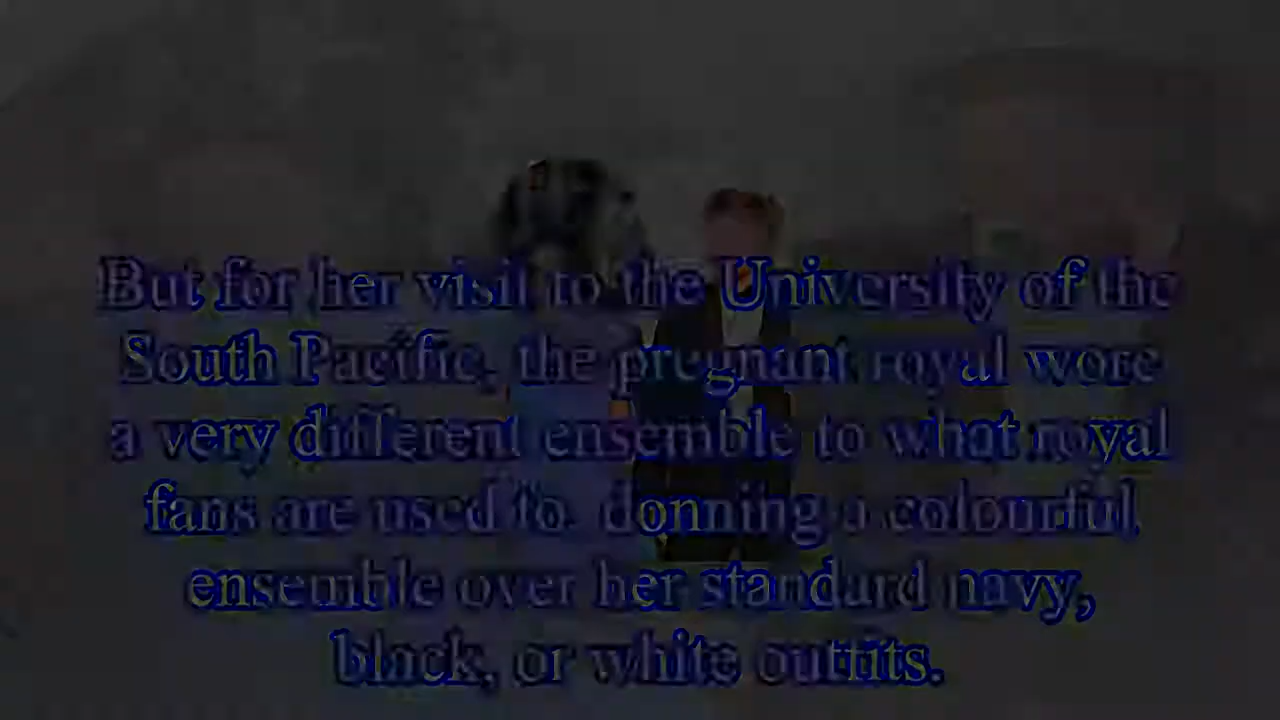 But for her visit to the University of the
South Pacific, the pregnant royal wore
a very different ensemble to what royal
fans are used to, donning a colourful
ensemble over her standard navy,
black, or white outfits.